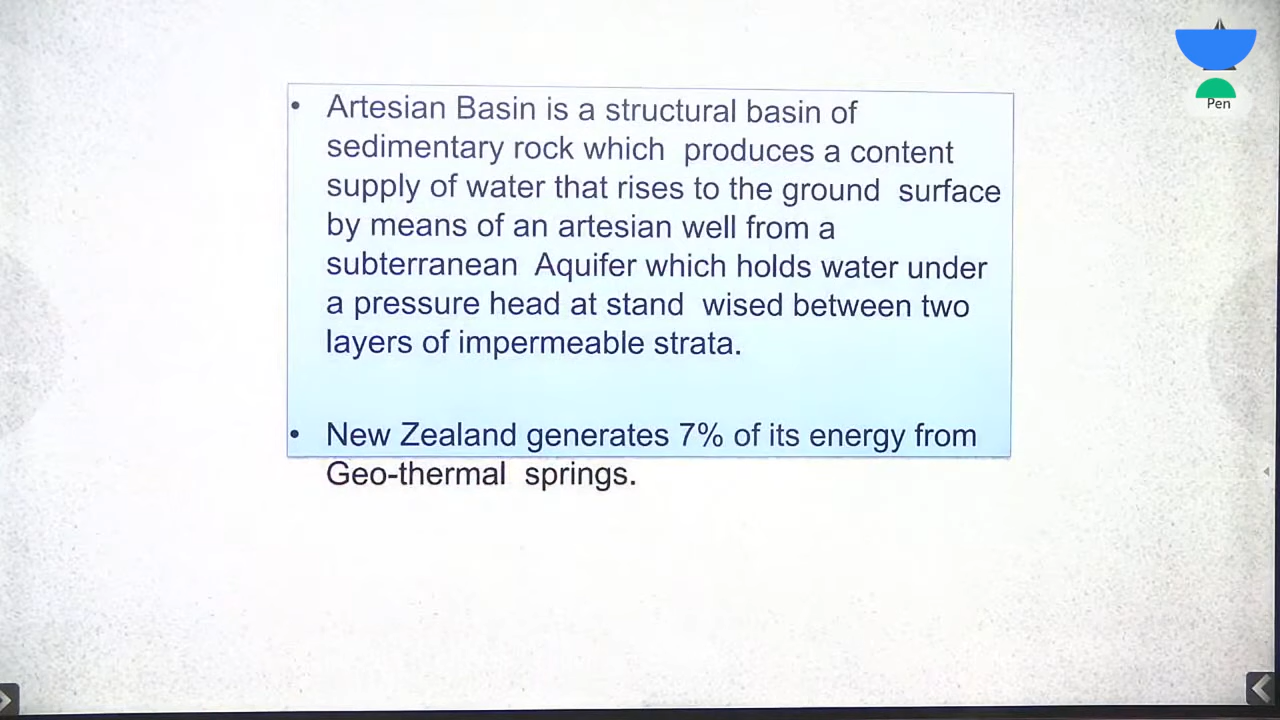 • Artesian Basin is a structural basin of
sedimentary rock which produces a content
supply of water that rises to the ground surface
by means of an artesian well from a
subterranean Aquifer which holds water under
a pressure head at stand wised between two
layers of impermeable strata.
• New Zealand generates 7% of its energy from
Geo-thermal springs.
Pen